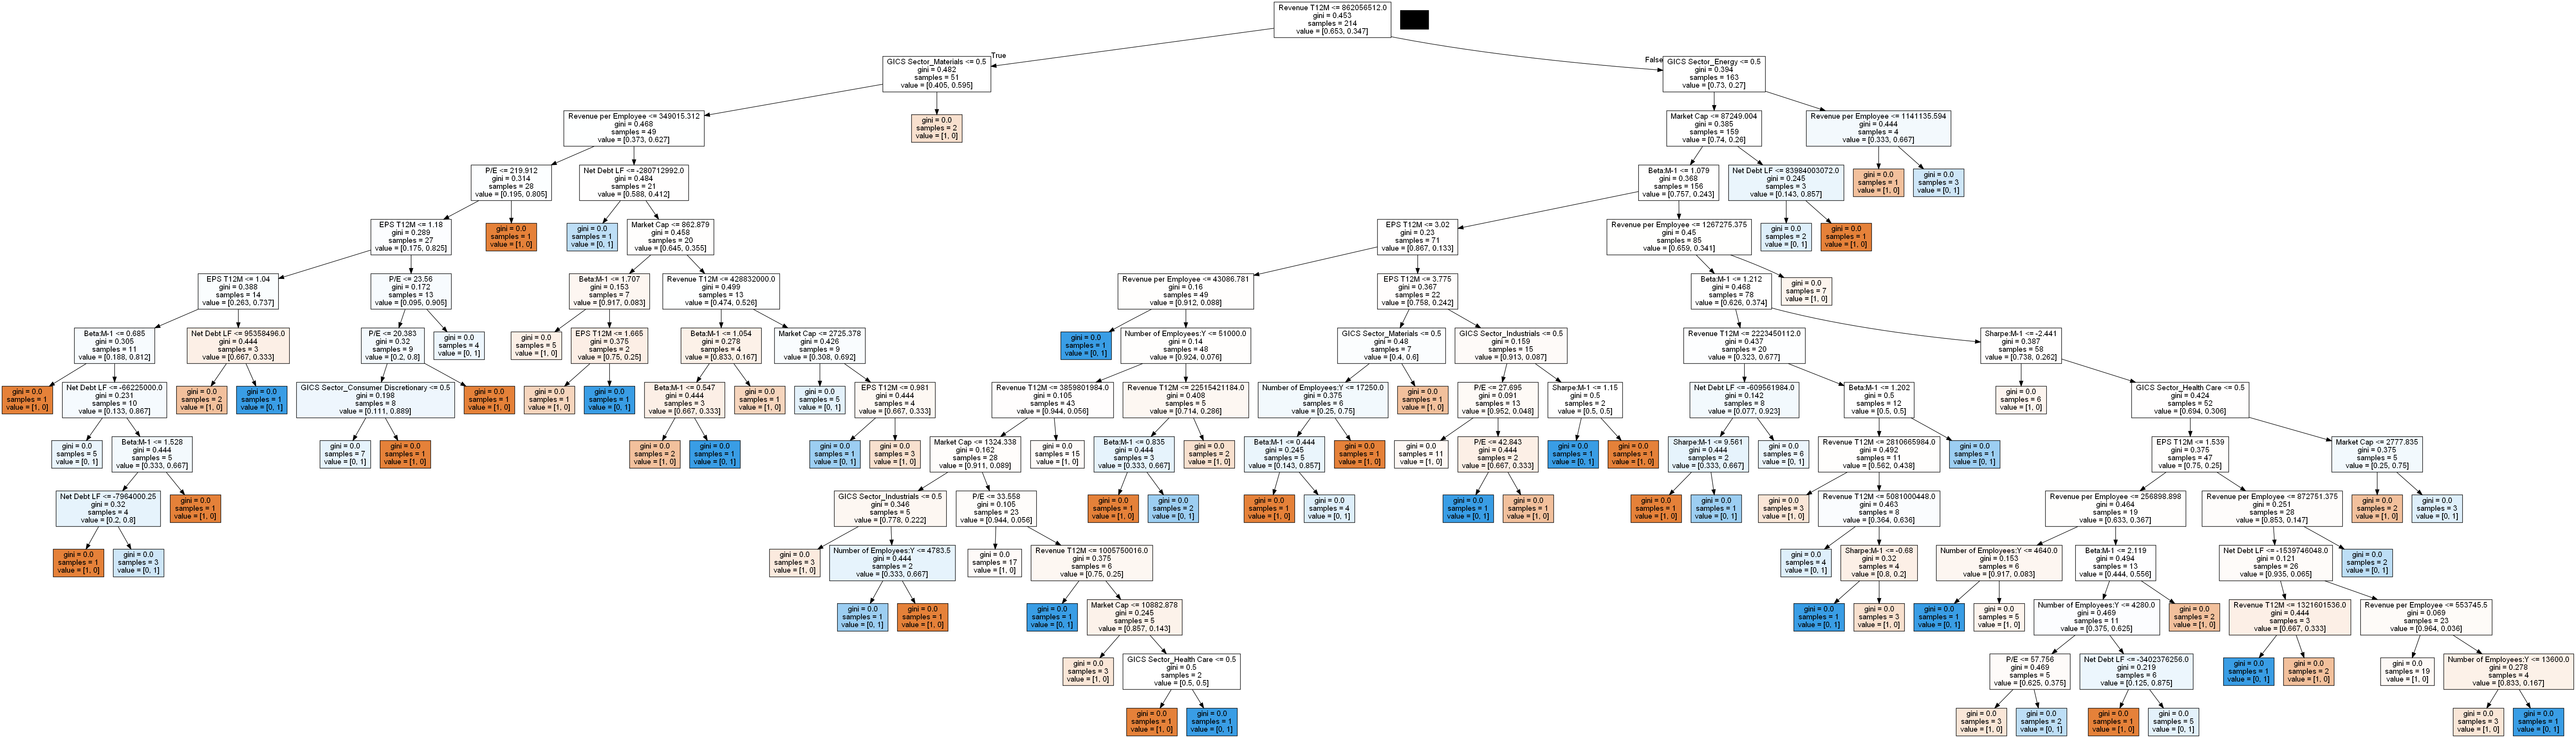 Revenue T12M <= 862056512.0
gini = 0.453
samples = 214
value = [0.653, 0.347]
True
False
GICS Sector_Materials <= 0.5
gini = 0.482
samples = 51
value = [0.405, 0.595]
GICS Sector_Energy <= 0.5
gini = 0.394
samples = 163
value = [0.73, 0.27]
Revenue per Employee <= 349015.312
gini = 0.468
samples = 49
value = [0.373, 0.627]
gini = 0.0
samples = 2
value = [1, 0]
Market Cap <= 87249.004
gini = 0.385
samples = 159
value = [0.74, 0.26]
Revenue per Employee <= 1141135.594
gini = 0.444
samples = 4
value = [0.333, 0.667]
P/E <= 219.912
gini = 0.314
samples = 28
value = [0.195, 0.805]
Net Debt LF <= -280712992.0
gini = 0.484
samples = 21
value = [0.588, 0.412]
Beta:M-1 <= 1.079
gini = 0.368
samples = 156
value = [0.757, 0.243]
Net Debt LF <= 83984003072.0
gini = 0.245
samples = 3
value = [0.143, 0.857]
gini = 0.0
samples = 1
value = [1, 0]
gini = 0.0
samples = 3
value = [0, 1]
EPS T12M <= 1.18
gini = 0.289
samples = 27
value = [0.175, 0.825]
gini = 0.0
samples = 1
value = [1, 0]
gini = 0.0
samples = 1
value = [0, 1]
Market Cap <= 862.879
gini = 0.458
samples = 20
value = [0.645, 0.355]
EPS T12M <= 3.02
gini = 0.23
samples = 71
value = [0.867, 0.133]
Revenue per Employee <= 1267275.375
gini = 0.45
samples = 85
value = [0.659, 0.341]
gini = 0.0
samples = 2
value = [0, 1]
gini = 0.0
samples = 1
value = [1, 0]
EPS T12M <= 1.04
gini = 0.388
samples = 14
value = [0.263, 0.737]
P/E <= 23.56
gini = 0.172
samples = 13
value = [0.095, 0.905]
Beta:M-1 <= 1.707
gini = 0.153
samples = 7
value = [0.917, 0.083]
Revenue T12M <= 428832000.0
gini = 0.499
samples = 13
value = [0.474, 0.526]
Revenue per Employee <= 43086.781
gini = 0.16
samples = 49
value = [0.912, 0.088]
EPS T12M <= 3.775
gini = 0.367
samples = 22
value = [0.758, 0.242]
Beta:M-1 <= 1.212
gini = 0.468
samples = 78
value = [0.626, 0.374]
gini = 0.0
samples = 7
value = [1, 0]
Beta:M-1 <= 0.685
gini = 0.305
samples = 11
value = [0.188, 0.812]
Net Debt LF <= 95358496.0
gini = 0.444
samples = 3
value = [0.667, 0.333]
P/E <= 20.383
gini = 0.32
samples = 9
value = [0.2, 0.8]
gini = 0.0
samples = 4
value = [0, 1]
gini = 0.0
samples = 5
value = [1, 0]
EPS T12M <= 1.665
gini = 0.375
samples = 2
value = [0.75, 0.25]
Beta:M-1 <= 1.054
gini = 0.278
samples = 4
value = [0.833, 0.167]
Market Cap <= 2725.378
gini = 0.426
samples = 9
value = [0.308, 0.692]
gini = 0.0
samples = 1
value = [0, 1]
Number of Employees:Y <= 51000.0
gini = 0.14
samples = 48
value = [0.924, 0.076]
GICS Sector_Materials <= 0.5
gini = 0.48
samples = 7
value = [0.4, 0.6]
GICS Sector_Industrials <= 0.5
gini = 0.159
samples = 15
value = [0.913, 0.087]
Revenue T12M <= 2223450112.0
gini = 0.437
samples = 20
value = [0.323, 0.677]
Sharpe:M-1 <= -2.441
gini = 0.387
samples = 58
value = [0.738, 0.262]
gini = 0.0
samples = 1
value = [1, 0]
Net Debt LF <= -66225000.0
gini = 0.231
samples = 10
value = [0.133, 0.867]
gini = 0.0
samples = 2
value = [1, 0]
gini = 0.0
samples = 1
value = [0, 1]
GICS Sector_Consumer Discretionary <= 0.5
gini = 0.198
samples = 8
value = [0.111, 0.889]
gini = 0.0
samples = 1
value = [1, 0]
gini = 0.0
samples = 1
value = [1, 0]
gini = 0.0
samples = 1
value = [0, 1]
Beta:M-1 <= 0.547
gini = 0.444
samples = 3
value = [0.667, 0.333]
gini = 0.0
samples = 1
value = [1, 0]
gini = 0.0
samples = 5
value = [0, 1]
EPS T12M <= 0.981
gini = 0.444
samples = 4
value = [0.667, 0.333]
Revenue T12M <= 3859801984.0
gini = 0.105
samples = 43
value = [0.944, 0.056]
Revenue T12M <= 22515421184.0
gini = 0.408
samples = 5
value = [0.714, 0.286]
Number of Employees:Y <= 17250.0
gini = 0.375
samples = 6
value = [0.25, 0.75]
gini = 0.0
samples = 1
value = [1, 0]
P/E <= 27.695
gini = 0.091
samples = 13
value = [0.952, 0.048]
Sharpe:M-1 <= 1.15
gini = 0.5
samples = 2
value = [0.5, 0.5]
Net Debt LF <= -609561984.0
gini = 0.142
samples = 8
value = [0.077, 0.923]
Beta:M-1 <= 1.202
gini = 0.5
samples = 12
value = [0.5, 0.5]
gini = 0.0
samples = 6
value = [1, 0]
GICS Sector_Health Care <= 0.5
gini = 0.424
samples = 52
value = [0.694, 0.306]
gini = 0.0
samples = 5
value = [0, 1]
Beta:M-1 <= 1.528
gini = 0.444
samples = 5
value = [0.333, 0.667]
gini = 0.0
samples = 7
value = [0, 1]
gini = 0.0
samples = 1
value = [1, 0]
gini = 0.0
samples = 2
value = [1, 0]
gini = 0.0
samples = 1
value = [0, 1]
gini = 0.0
samples = 1
value = [0, 1]
gini = 0.0
samples = 3
value = [1, 0]
Market Cap <= 1324.338
gini = 0.162
samples = 28
value = [0.911, 0.089]
gini = 0.0
samples = 15
value = [1, 0]
Beta:M-1 <= 0.835
gini = 0.444
samples = 3
value = [0.333, 0.667]
gini = 0.0
samples = 2
value = [1, 0]
Beta:M-1 <= 0.444
gini = 0.245
samples = 5
value = [0.143, 0.857]
gini = 0.0
samples = 1
value = [1, 0]
gini = 0.0
samples = 11
value = [1, 0]
P/E <= 42.843
gini = 0.444
samples = 2
value = [0.667, 0.333]
gini = 0.0
samples = 1
value = [0, 1]
gini = 0.0
samples = 1
value = [1, 0]
Sharpe:M-1 <= 9.561
gini = 0.444
samples = 2
value = [0.333, 0.667]
gini = 0.0
samples = 6
value = [0, 1]
Revenue T12M <= 2810665984.0
gini = 0.492
samples = 11
value = [0.562, 0.438]
gini = 0.0
samples = 1
value = [0, 1]
EPS T12M <= 1.539
gini = 0.375
samples = 47
value = [0.75, 0.25]
Market Cap <= 2777.835
gini = 0.375
samples = 5
value = [0.25, 0.75]
Net Debt LF <= -7964000.25
gini = 0.32
samples = 4
value = [0.2, 0.8]
gini = 0.0
samples = 1
value = [1, 0]
GICS Sector_Industrials <= 0.5
gini = 0.346
samples = 5
value = [0.778, 0.222]
P/E <= 33.558
gini = 0.105
samples = 23
value = [0.944, 0.056]
gini = 0.0
samples = 1
value = [1, 0]
gini = 0.0
samples = 2
value = [0, 1]
gini = 0.0
samples = 1
value = [1, 0]
gini = 0.0
samples = 4
value = [0, 1]
gini = 0.0
samples = 1
value = [0, 1]
gini = 0.0
samples = 1
value = [1, 0]
gini = 0.0
samples = 1
value = [1, 0]
gini = 0.0
samples = 1
value = [0, 1]
gini = 0.0
samples = 3
value = [1, 0]
Revenue T12M <= 5081000448.0
gini = 0.463
samples = 8
value = [0.364, 0.636]
Revenue per Employee <= 256898.898
gini = 0.464
samples = 19
value = [0.633, 0.367]
Revenue per Employee <= 872751.375
gini = 0.251
samples = 28
value = [0.853, 0.147]
gini = 0.0
samples = 2
value = [1, 0]
gini = 0.0
samples = 3
value = [0, 1]
gini = 0.0
samples = 1
value = [1, 0]
gini = 0.0
samples = 3
value = [0, 1]
gini = 0.0
samples = 3
value = [1, 0]
Number of Employees:Y <= 4783.5
gini = 0.444
samples = 2
value = [0.333, 0.667]
gini = 0.0
samples = 17
value = [1, 0]
Revenue T12M <= 1005750016.0
gini = 0.375
samples = 6
value = [0.75, 0.25]
gini = 0.0
samples = 4
value = [0, 1]
Sharpe:M-1 <= -0.68
gini = 0.32
samples = 4
value = [0.8, 0.2]
Number of Employees:Y <= 4640.0
gini = 0.153
samples = 6
value = [0.917, 0.083]
Beta:M-1 <= 2.119
gini = 0.494
samples = 13
value = [0.444, 0.556]
Net Debt LF <= -1539746048.0
gini = 0.121
samples = 26
value = [0.935, 0.065]
gini = 0.0
samples = 2
value = [0, 1]
gini = 0.0
samples = 1
value = [0, 1]
gini = 0.0
samples = 1
value = [1, 0]
gini = 0.0
samples = 1
value = [0, 1]
Market Cap <= 10882.878
gini = 0.245
samples = 5
value = [0.857, 0.143]
gini = 0.0
samples = 1
value = [0, 1]
gini = 0.0
samples = 3
value = [1, 0]
gini = 0.0
samples = 1
value = [0, 1]
gini = 0.0
samples = 5
value = [1, 0]
Number of Employees:Y <= 4280.0
gini = 0.469
samples = 11
value = [0.375, 0.625]
gini = 0.0
samples = 2
value = [1, 0]
Revenue T12M <= 1321601536.0
gini = 0.444
samples = 3
value = [0.667, 0.333]
Revenue per Employee <= 553745.5
gini = 0.069
samples = 23
value = [0.964, 0.036]
gini = 0.0
samples = 3
value = [1, 0]
GICS Sector_Health Care <= 0.5
gini = 0.5
samples = 2
value = [0.5, 0.5]
P/E <= 57.756
gini = 0.469
samples = 5
value = [0.625, 0.375]
Net Debt LF <= -3402376256.0
gini = 0.219
samples = 6
value = [0.125, 0.875]
gini = 0.0
samples = 1
value = [0, 1]
gini = 0.0
samples = 2
value = [1, 0]
gini = 0.0
samples = 19
value = [1, 0]
Number of Employees:Y <= 13600.0
gini = 0.278
samples = 4
value = [0.833, 0.167]
gini = 0.0
samples = 1
value = [1, 0]
gini = 0.0
samples = 1
value = [0, 1]
gini = 0.0
samples = 3
value = [1, 0]
gini = 0.0
samples = 2
value = [0, 1]
gini = 0.0
samples = 1
value = [1, 0]
gini = 0.0
samples = 5
value = [0, 1]
gini = 0.0
samples = 3
value = [1, 0]
gini = 0.0
samples = 1
value = [0, 1]